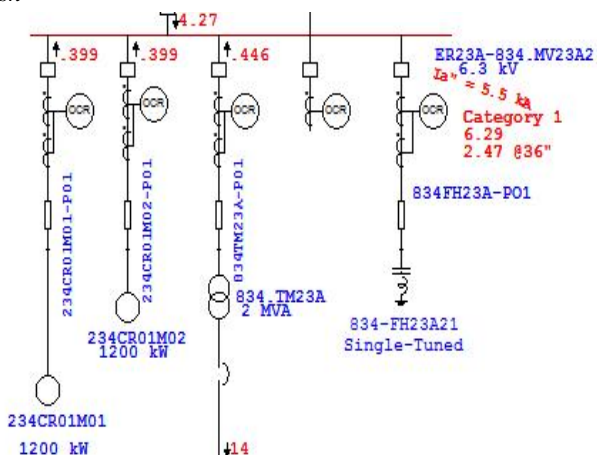 4.27
.399
.399
.446
ER23A-834.MV23A2
6.3 kV
Ia" = 5.5 kA
OCR
OCR
OCR
OCR
OCR
Category 1
6.29
2.47 @36"
234CR01M01-P01
234CR01M02-P01
834TM23A-P01
834FH23A-P01
834.TM23A
2 MVA
834-FH23A21
Single-Tuned
234CR01M02
1200 kW
234CR01M01
1200 kW
14